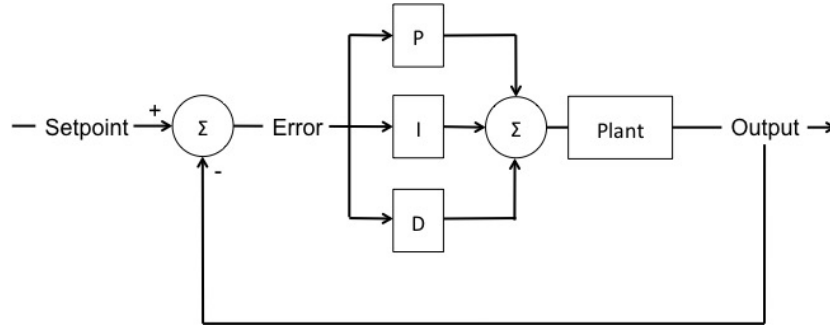 P
+
Setpoint
Σ
Error
I
Σ
Plant
Output
-
D